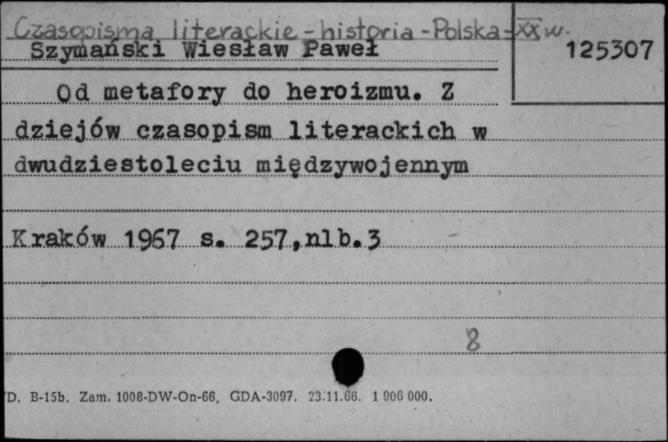 Czasopisma literackie - historia - Polska - XX w.
Szymański Wiesław Paweł
125307
Od metafory do heroizmu. Z
dziejów czasopism literackich w
dwudziestoleciu międzywojennym
Kraków 1967 s. 257,nlb.3
8
D. B-15b. Zam. 1008-DW-On-66. GDA-3097. 23.11.66. 1 906 000.